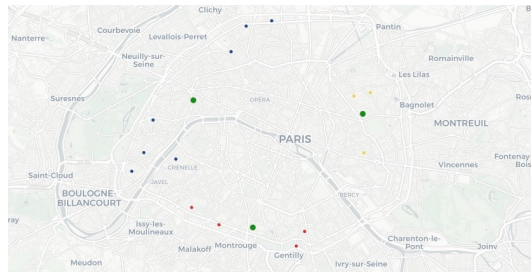 Clichy
Courbevoie
Pantin
Nanterre
Levallois-Perret
Neuilly-sur-
Seine
Romainville
Les Lilas
Suresnes
OPÉRA
Bagnolet
MONTREUIL
PARIS
Fontenay
Bois
Vincennes
GRENELLE
Saint-Cloud
JAVEL
BOULOGNE-
BILLANCOURT
BERCY
ray
Issy-les-
Moulineaux
Malakoff
Montrouge
Gentilly
Charenton-le-
Pont
Joinv
Meudon
Ivry-sur-Seine